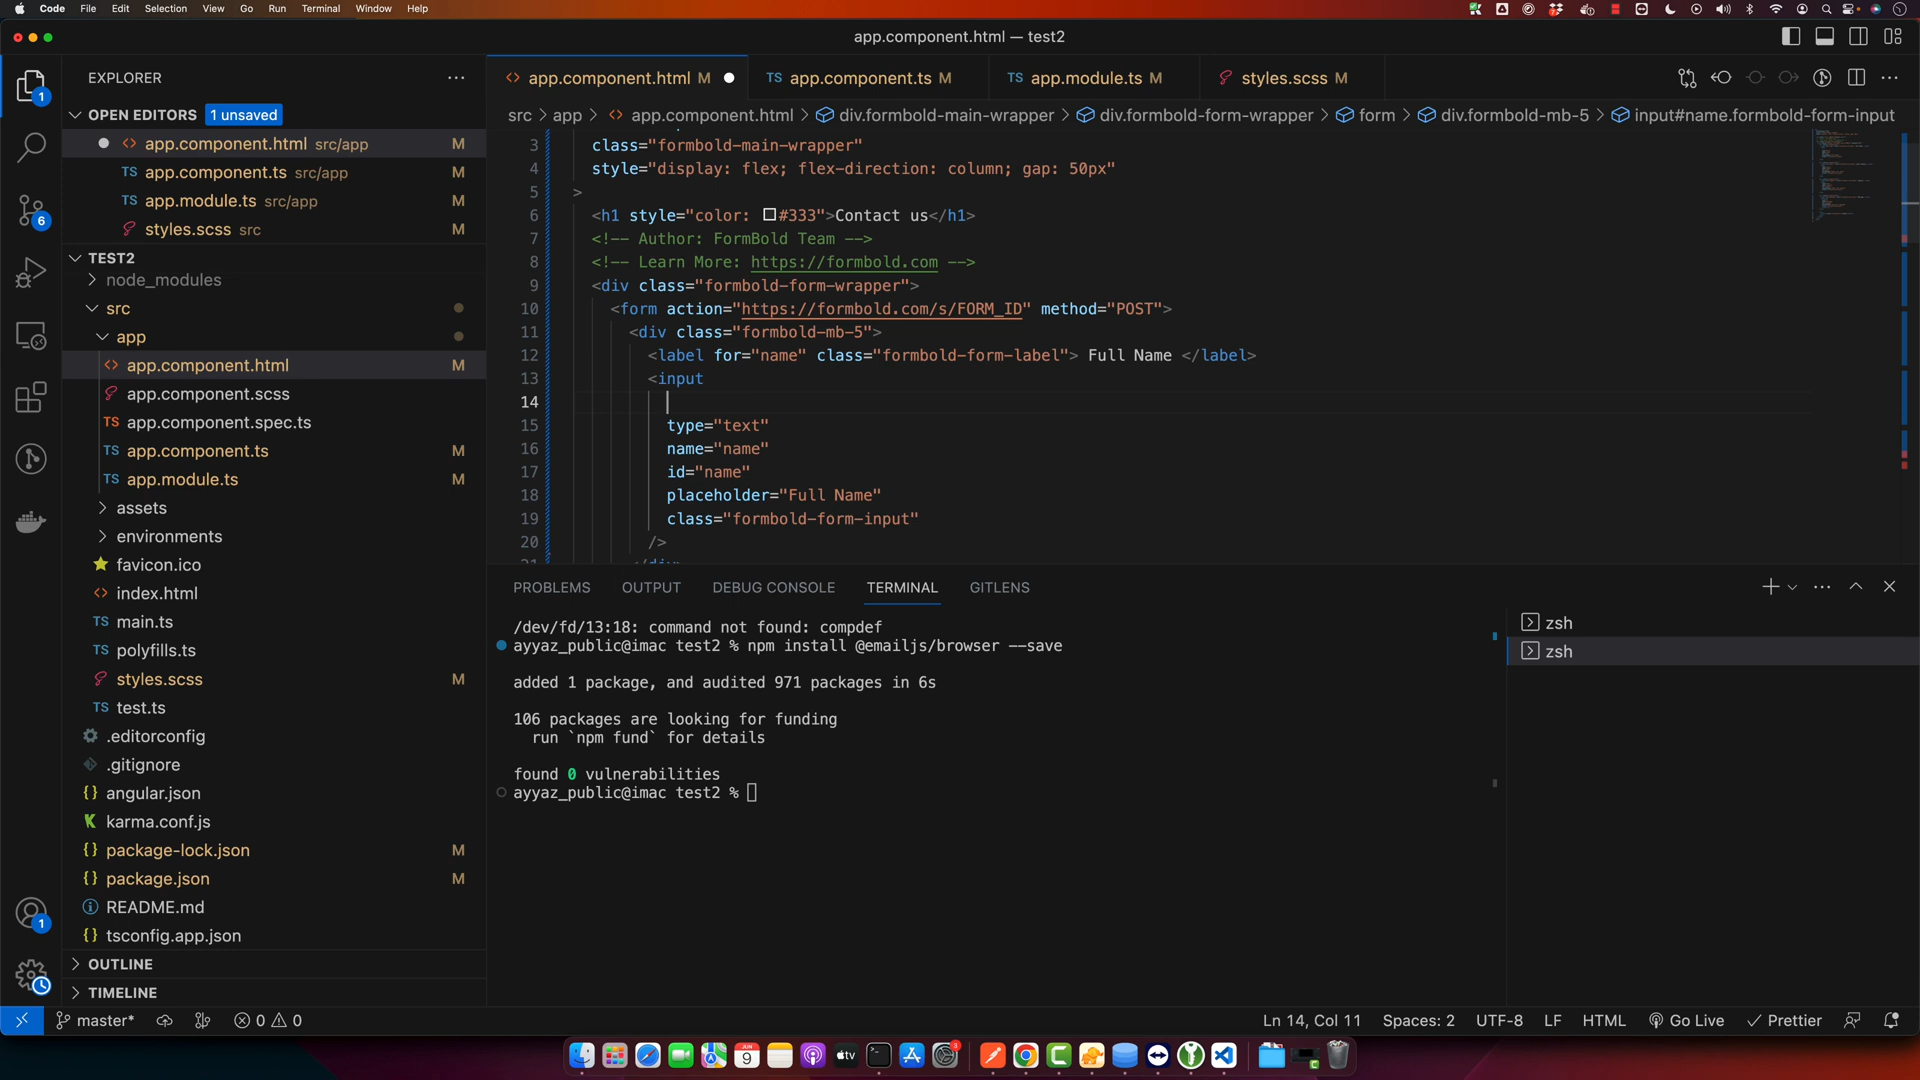 Code File Edit Selection View Go Run Terminal Window Help
app.component.html — test2
EXPLORER
OPEN EDITORS 1 unsaved
app.component.html src/app M
app.component.ts src/app M
app.module.ts src/app M
styles.scss src M
TEST2
node_modules
src
app
app.component.html M
app.component.scss
app.component.spec.ts
TS app.component.ts M
TS app.module.ts M
assets
environments
favicon.ico
index.html
TS main.ts
TS polyfills.ts
styles.scss M
TS test.ts
.editorconfig
.gitignore
{} angular.json
karma.conf.js
{} package-lock.json M
{} package.json M
README.md
{} tsconfig.app.json
OUTLINE
TIMELINE
app.component.html M
TS app.component.ts M
TS app.module.ts M
styles.scss M
src > app > app.component.html > div.formbold-main-wrapper > div.formbold-form-wrapper > form > div.formbold-mb-5 > input#name.formbold-form-input
3 class="formbold-main-wrapper"
4 style="display: flex; flex-direction: column; gap: 50px"
5 >
6 <h1 style="color: #333">Contact us</h1>
7 <!-- Author: FormBold Team -->
8 <!-- Learn More: https://formbold.com -->
9 <div class="formbold-form-wrapper">
10 <form action="https://formbold.com/s/FORM_ID" method="POST">
11 <div class="formbold-mb-5">
12 <label for="name" class="formbold-form-label"> Full Name </label>
13 <input
14
15 type="text"
16 name="name"
17 id="name"
18 placeholder="Full Name"
19 class="formbold-form-input"
20 />
PROBLEMS OUTPUT DEBUG CONSOLE TERMINAL GITLENS
/dev/fd/13:18: command not found: compdef
ayyaz_public@imac test2 % npm install @emailjs/browser --save
added 1 package, and audited 971 packages in 6s
106 packages are looking for funding
run `npm fund` for details
found 0 vulnerabilities
ayyaz_public@imac test2 %
zsh
zsh
master* 0 0 Ln 14, Col 11 Spaces: 2 UTF-8 LF HTML Go Live Prettier